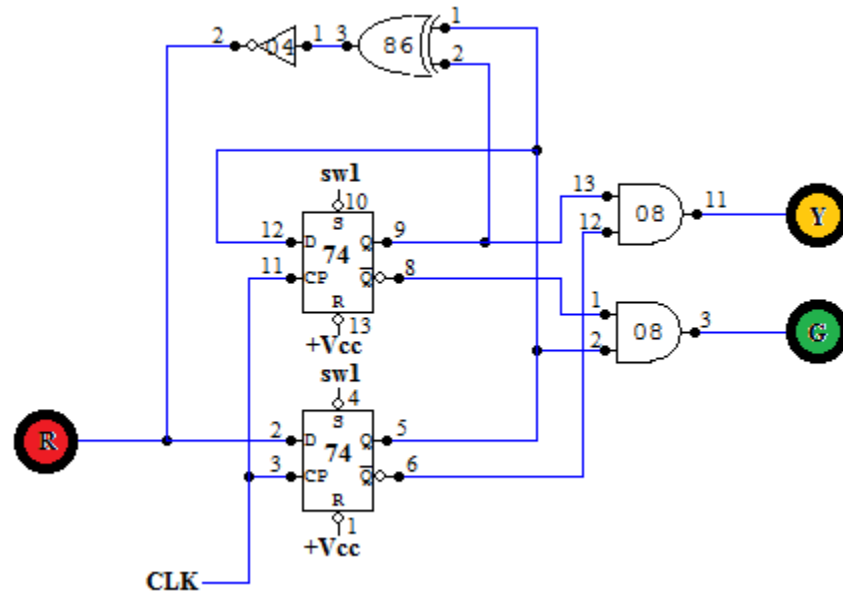 2 04 1 3 86 1
2
sw1
10
S
12 D 74 Q 9
11 CP Q 8
R
13
+Vcc
13 08 11 Y
12
1 08 3 G
2
sw1
4
S
R 2 D 74 Q 5
3 CP Q 6
R
1
+Vcc
CLK